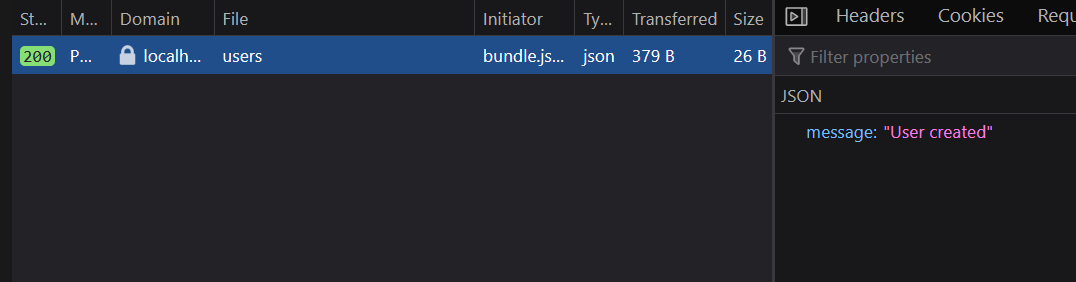 St... M... Domain File Initiator Ty... Transferred Size
200 P... localh... users bundle.js... json 379 B 26 B
Headers Cookies Requ
Filter properties
JSON
message: "User created"